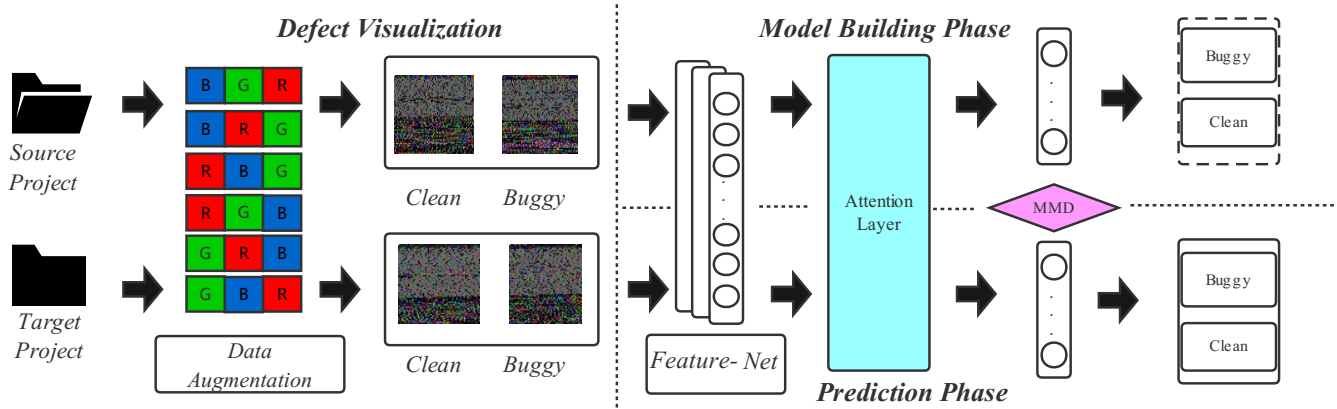 Defect Visualization
Model Building Phase
Source
Project
B G R
B R G
R B G
R G B
G R B
G B R
Clean Buggy
Target
Project
Data
Augmentation
Clean Buggy
Feature- Net
Attention
Layer
Buggy
Clean
MMD
Buggy
Clean
Prediction Phase